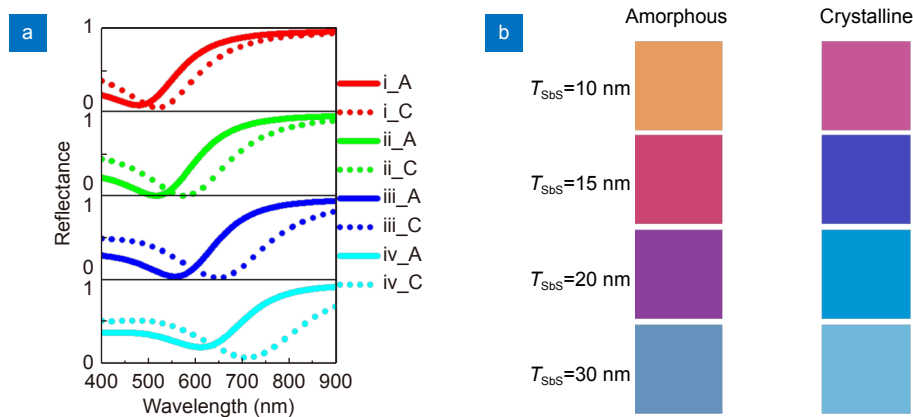 a
Reflectance
1
0
1
0
1
0
1
0
400 500 600 700 800 900
Wavelength (nm)
i_A
i_C
ii_A
ii_C
iii_A
iii_C
iv_A
iv_C
b
Amorphous Crystalline
TSbS=10 nm
TSbS=15 nm
TSbS=20 nm
TSbS=30 nm